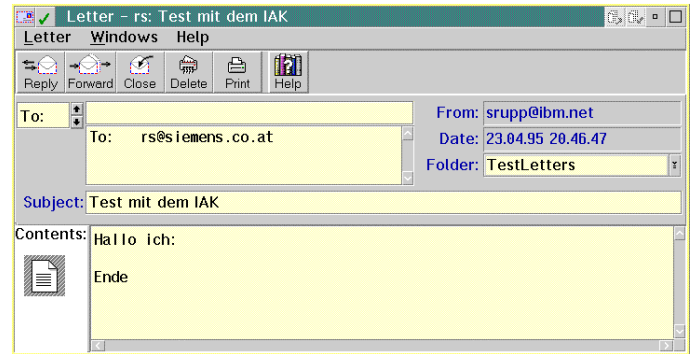 Letter - rs: Test mit dem IAK
Letter Windows Help
Reply Forward Close Delete Print Help
To:
To: rs@siemens.co.at
From: srupp@ibm.net
Date: 23.04.95 20.46.47
Folder: TestLetters
Subject: Test mit dem IAK
Contents:
Hallo ich:
Ende